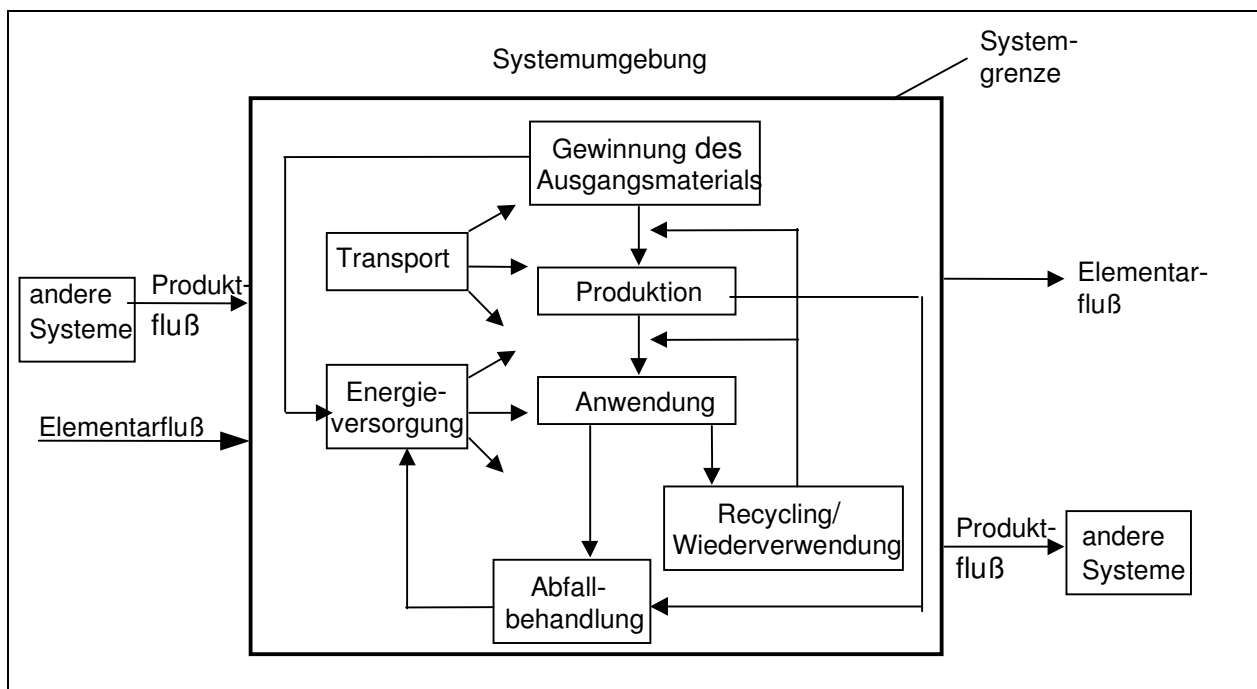 Systemumgebung
System-
grenze
Gewinnung des
Ausgangsmaterials
Transport
Produktion
andere
Systeme
Produkt-
fluß
Elementar-
fluß
Energie-
versorgung
Anwendung
Elementarfluß
Recycling/
Wiederverwendung
Produkt-
fluß
andere
Systeme
Abfall-
behandlung